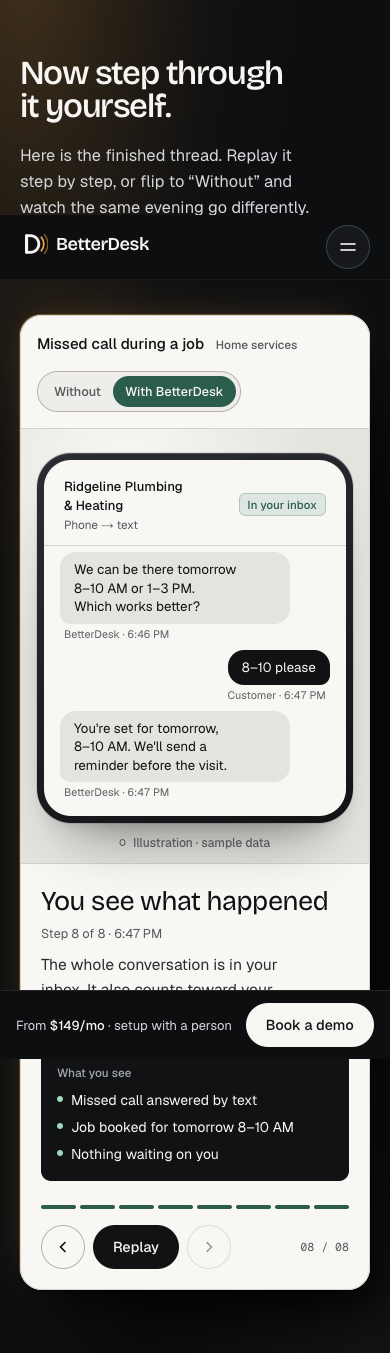 Now step through
it yourself.
Here is the finished thread. Replay it
step by step, or flip to “Without” and
watch the same evening go differently.
BetterDesk
Missed call during a job Home services
Without With BetterDesk
Ridgeline Plumbing
& Heating
Phone → text
In your inbox
We can be there tomorrow
8–10 AM or 1–3 PM.
Which works better?
BetterDesk · 6:46 PM
8–10 please
Customer · 6:47 PM
You're set for tomorrow,
8–10 AM. We'll send a
reminder before the visit.
BetterDesk · 6:47 PM
Illustration · sample data
You see what happened
Step 8 of 8 · 6:47 PM
The whole conversation is in your
inbox. It also counts toward your
From $149/mo · setup with a person Book a demo
What you see
Missed call answered by text
Job booked for tomorrow 8–10 AM
Nothing waiting on you
Replay
08 / 08